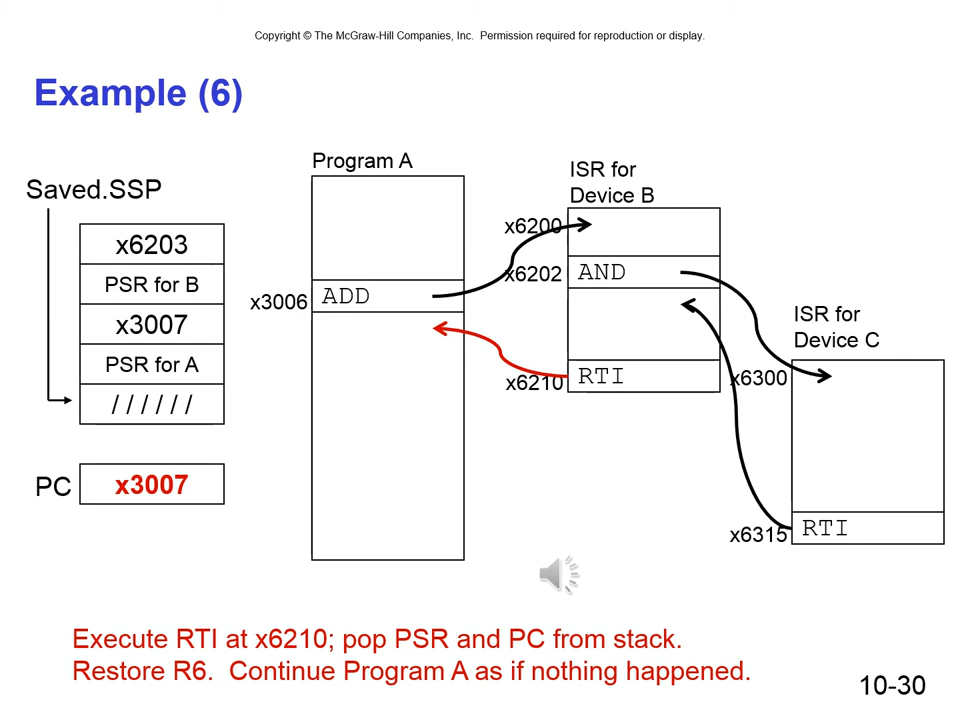 Copyright © The McGraw-Hill Companies, Inc.  Permission required for reproduction or display.
Example (6)
Saved.SSP
x6203
PSR for B
x3007
PSR for A
//////
PC
x3007
Program A
x3006
ADD
ISR for
Device B
x6200
x6202
AND
x6210
RTI
ISR for
Device C
x6300
x6315
RTI
Execute RTI at x6210; pop PSR and PC from stack.
Restore R6.  Continue Program A as if nothing happened.
10-30